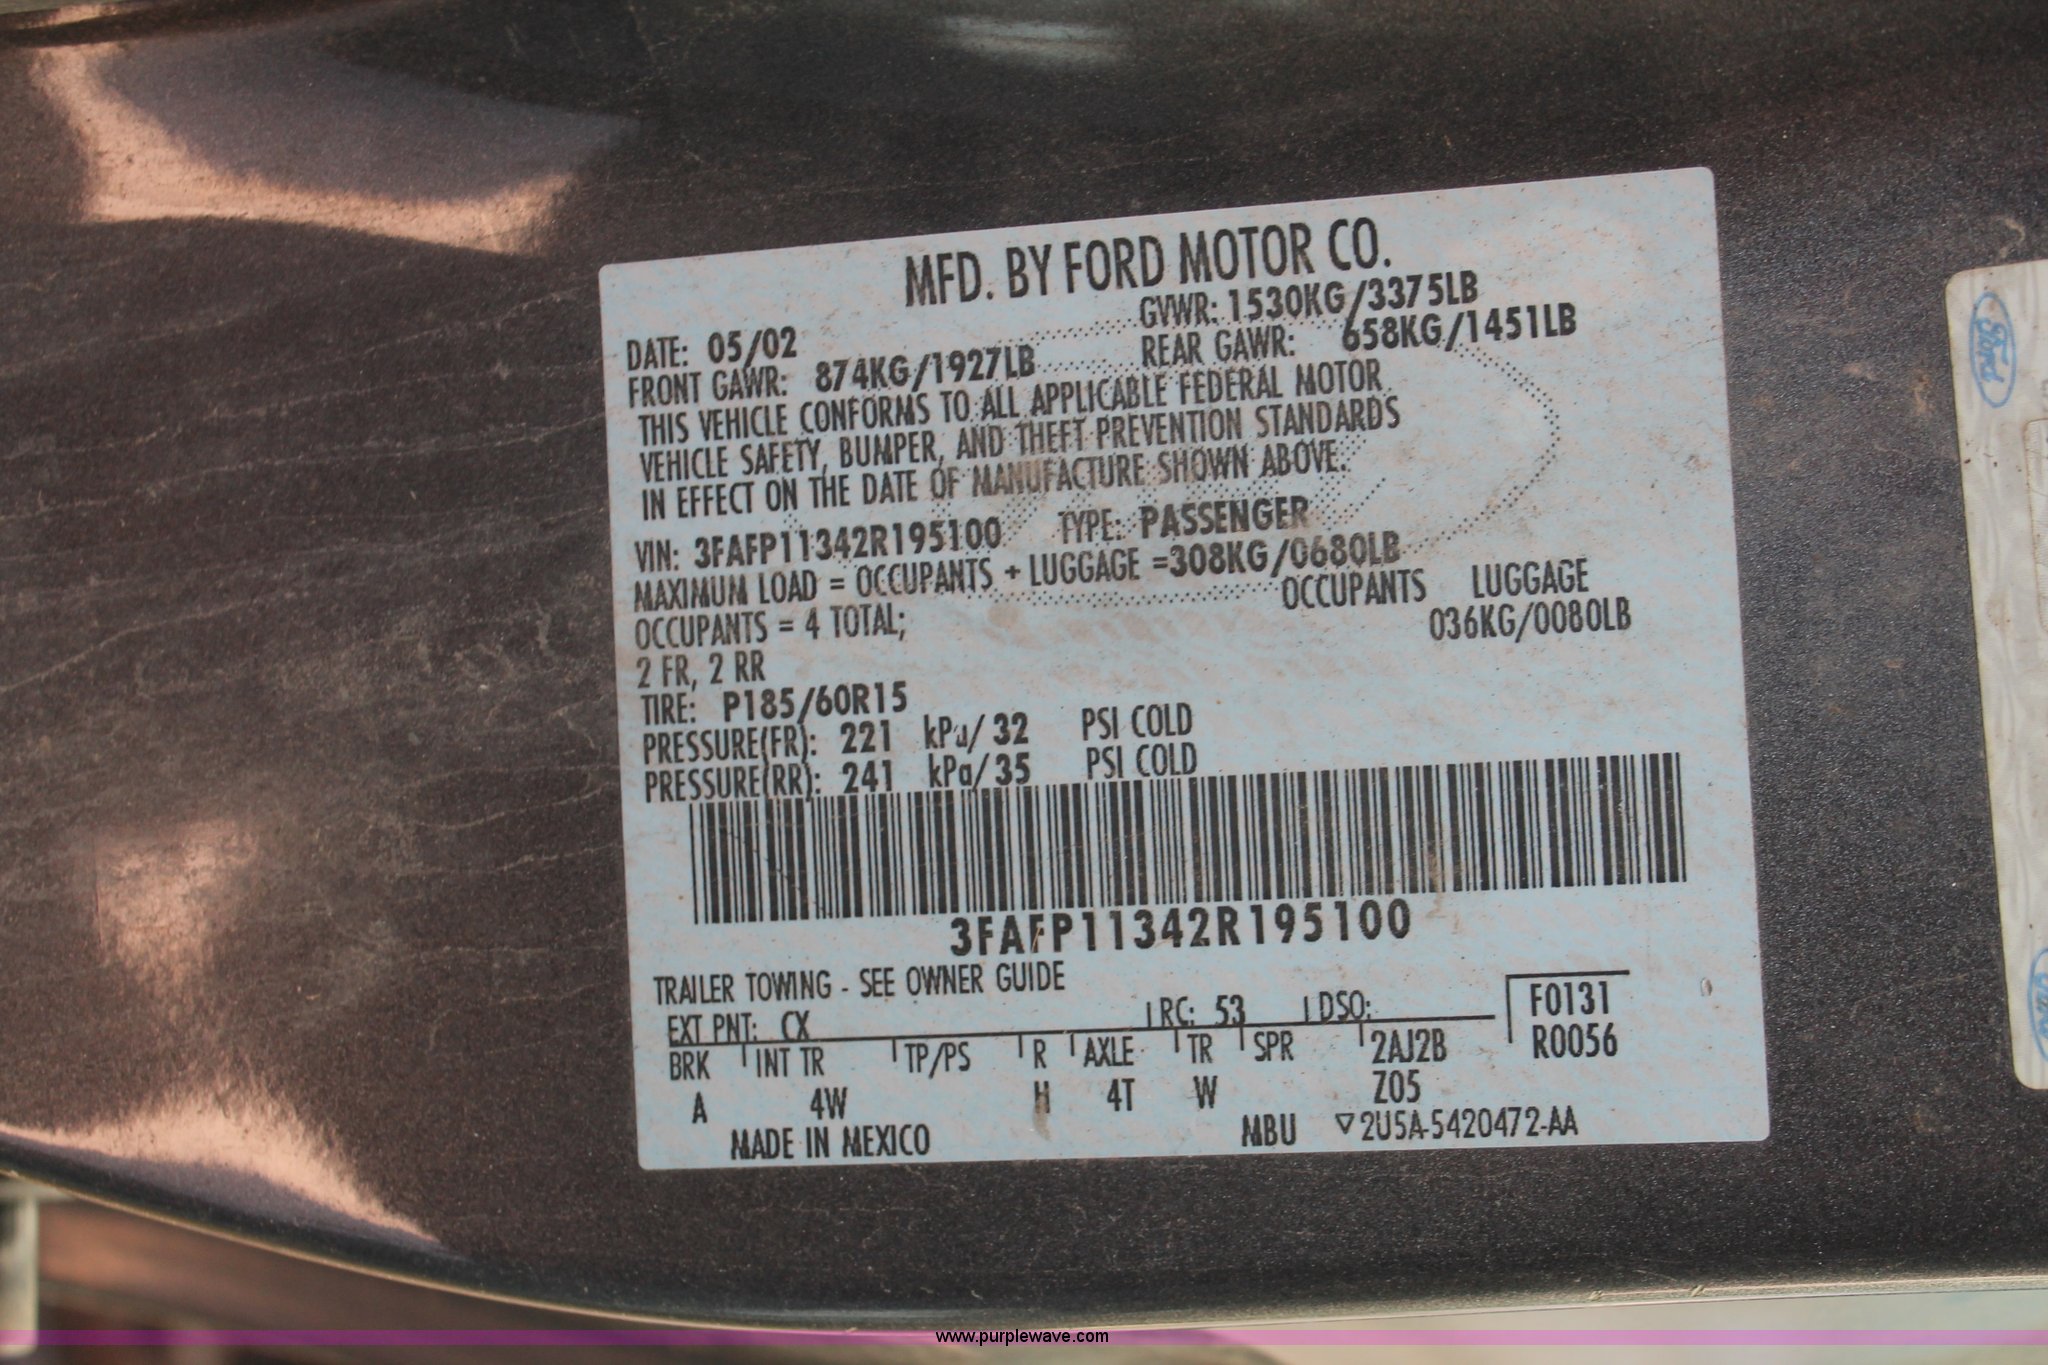 MFD. BY FORD MOTOR CO.
DATE: 05/02 GVWR: 1530KG/3375LB
FRONT GAWR: 874KG/1927LB REAR GAWR: 658KG/1451LB
THIS VEHICLE CONFORMS TO ALL APPLICABLE FEDERAL MOTOR
VEHICLE SAFETY, BUMPER, AND THEFT PREVENTION STANDARDS
IN EFFECT ON THE DATE OF MANUFACTURE SHOWN ABOVE.
VIN: 3FAFP11342R195100 TYPE: PASSENGER
MAXIMUM LOAD = OCCUPANTS + LUGGAGE =308KG/0680LB
OCCUPANTS = 4 TOTAL; OCCUPANTS LUGGAGE
2 FR, 2 RR 036KG/0080LB
TIRE: P185/60R15
PRESSURE(FR): 221 kPa/ 32 PSI COLD
PRESSURE(RR): 241 kPa/ 35 PSI COLD
3FAFP11342R195100
TRAILER TOWING - SEE OWNER GUIDE
EXT PNT: CX RC: 53 DSO: F0131
BRK INT TR TP/PS R AXLE TR SPR 2AJ2B R0056
A 4W H 4T W Z05
MADE IN MEXICO MBU ▽2U5A-5420472-AA
Ford
www.purplewave.com